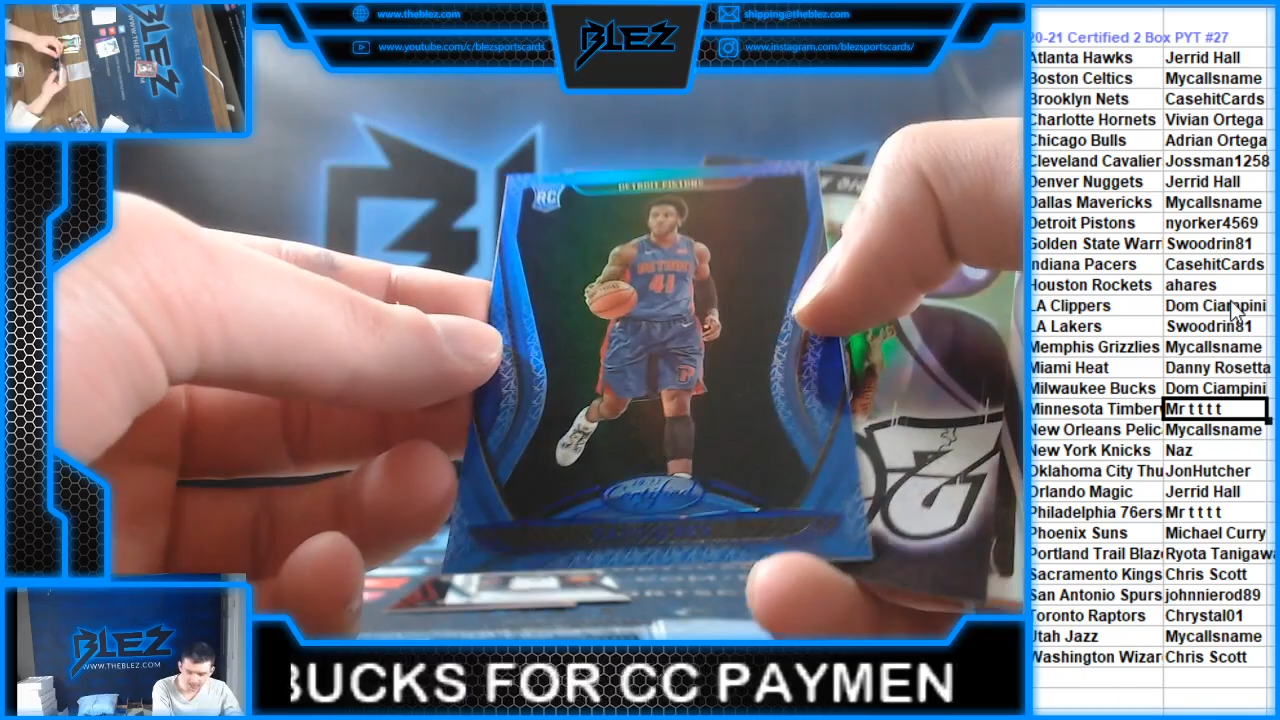 www.theblez.com
shipping@theblez.com
www.youtube.com/c/blezsportscards
www.instagram.com/blezsportscards/
BLEZ
20-21 Certified 2 Box PYT #27
Atlanta Hawks Jerrid Hall
Boston Celtics Mycallsname
Brooklyn Nets CasehitCards
Charlotte Hornets Vivian Ortega
Chicago Bulls Adrian Ortega
Cleveland Cavalier Jossman1258
Denver Nuggets Jerrid Hall
Dallas Mavericks Mycallsname
Detroit Pistons nyorker4569
Golden State Warr Swoodrin81
Indiana Pacers CasehitCards
Houston Rockets ahares
LA Clippers Dom Ciampini
LA Lakers Swoodrin81
Memphis Grizzlies Mycallsname
Miami Heat Danny Rosetta
Milwaukee Bucks Dom Ciampini
Minnesota Timber Mr t t t t
New Orleans Pelic Mycallsname
New York Knicks Naz
Oklahoma City Thu JonHutcher
Orlando Magic Jerrid Hall
Philadelphia 76ers Mr t t t t
Phoenix Suns Michael Curry
Portland Trail Blaz Ryota Tanigaw
Sacramento Kings Chris Scott
San Antonio Spurs johnnierod89
Toronto Raptors Chrystal01
Utah Jazz Mycallsname
Washington Wizar Chris Scott
DETROIT PISTONS
RC
DETROIT
41
20-21
Certified
BLEZ
WWW.THEBLEZ.COM
BUCKS FOR CC PAYMEN